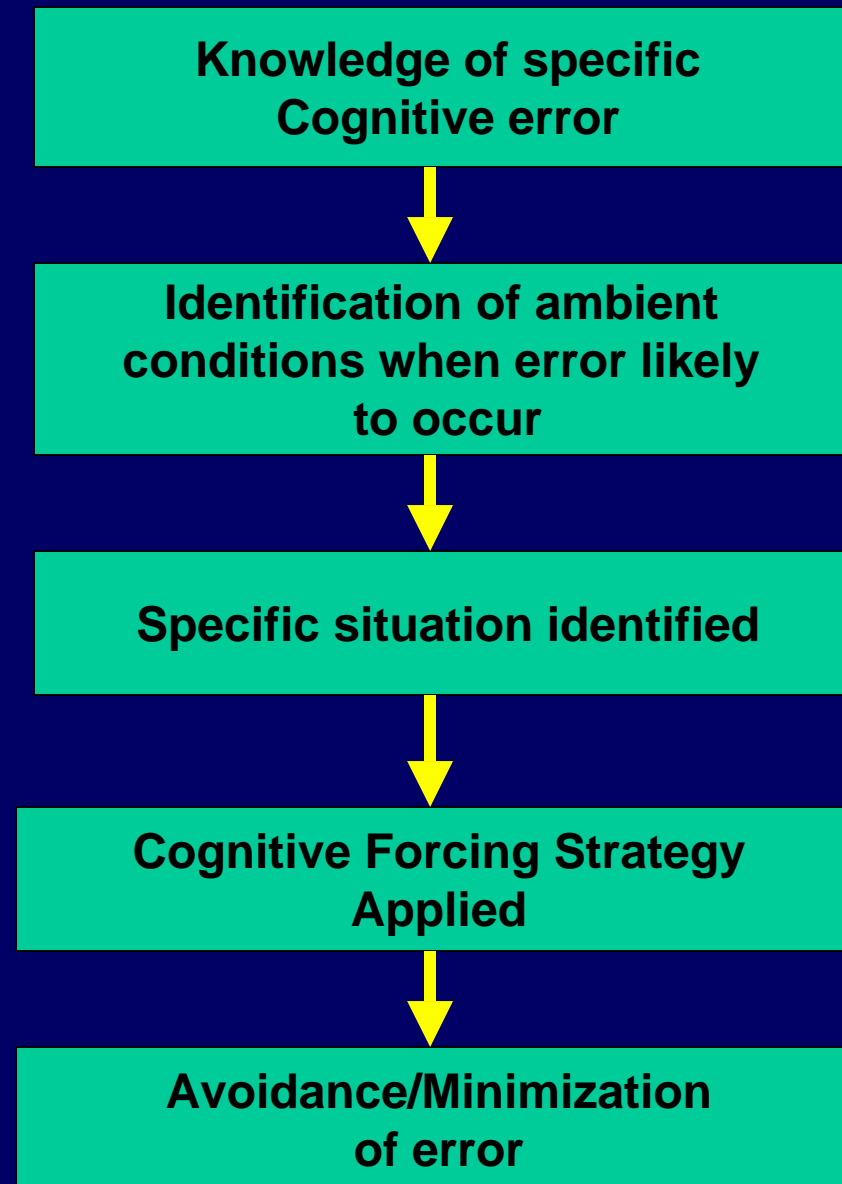 Knowledge of specific
Cognitive error
Identification of ambient
conditions when error likely
to occur
Specific situation identified
Cognitive Forcing Strategy
Applied
Avoidance/Minimization
of error